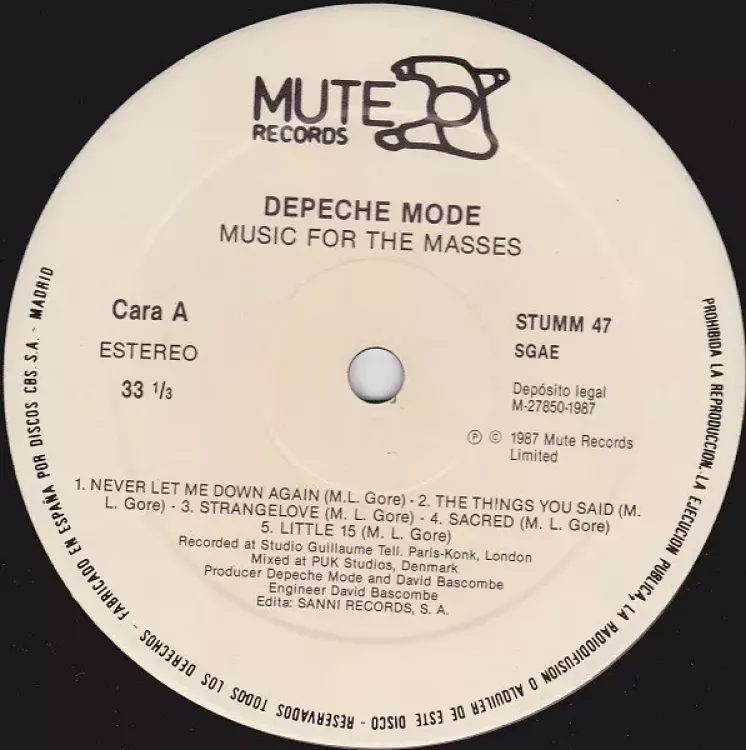 MUTE
RECORDS
DEPECHE MODE
MUSIC FOR THE MASSES
Cara A
ESTEREO
33 1/3
STUMM 47
SGAE
Depósito legal
M-27850-1987
Ⓟ © 1987 Mute Records
Limited
1. NEVER LET ME DOWN AGAIN (M.L. Gore) - 2. THE TH!NGS YOU SAID (M.
L. Gore) - 3. STRANGELOVE (M. L. Gore) - 4. SACRED (M. L. Gore)
5. LITTLE 15 (M. L. Gore)
Recorded at Studio Guillaume Tell. Paris-Konk, London
Mixed at PUK Studios, Denmark
Producer Depeche Mode and David Bascombe
Engineer David Bascombe
Edita: SANNI RECORDS, S. A.
PROHIBIDA LA REPRODUCCION, LA EJECUCION PUBLICA, LA RADIODIFUSION O ALQUILER DE ESTE DISCO - RESERVADOS TODOS LOS DERECHOS - FABRICADO EN ESPAÑA POR DISCOS CBS. S.A. - MADRID